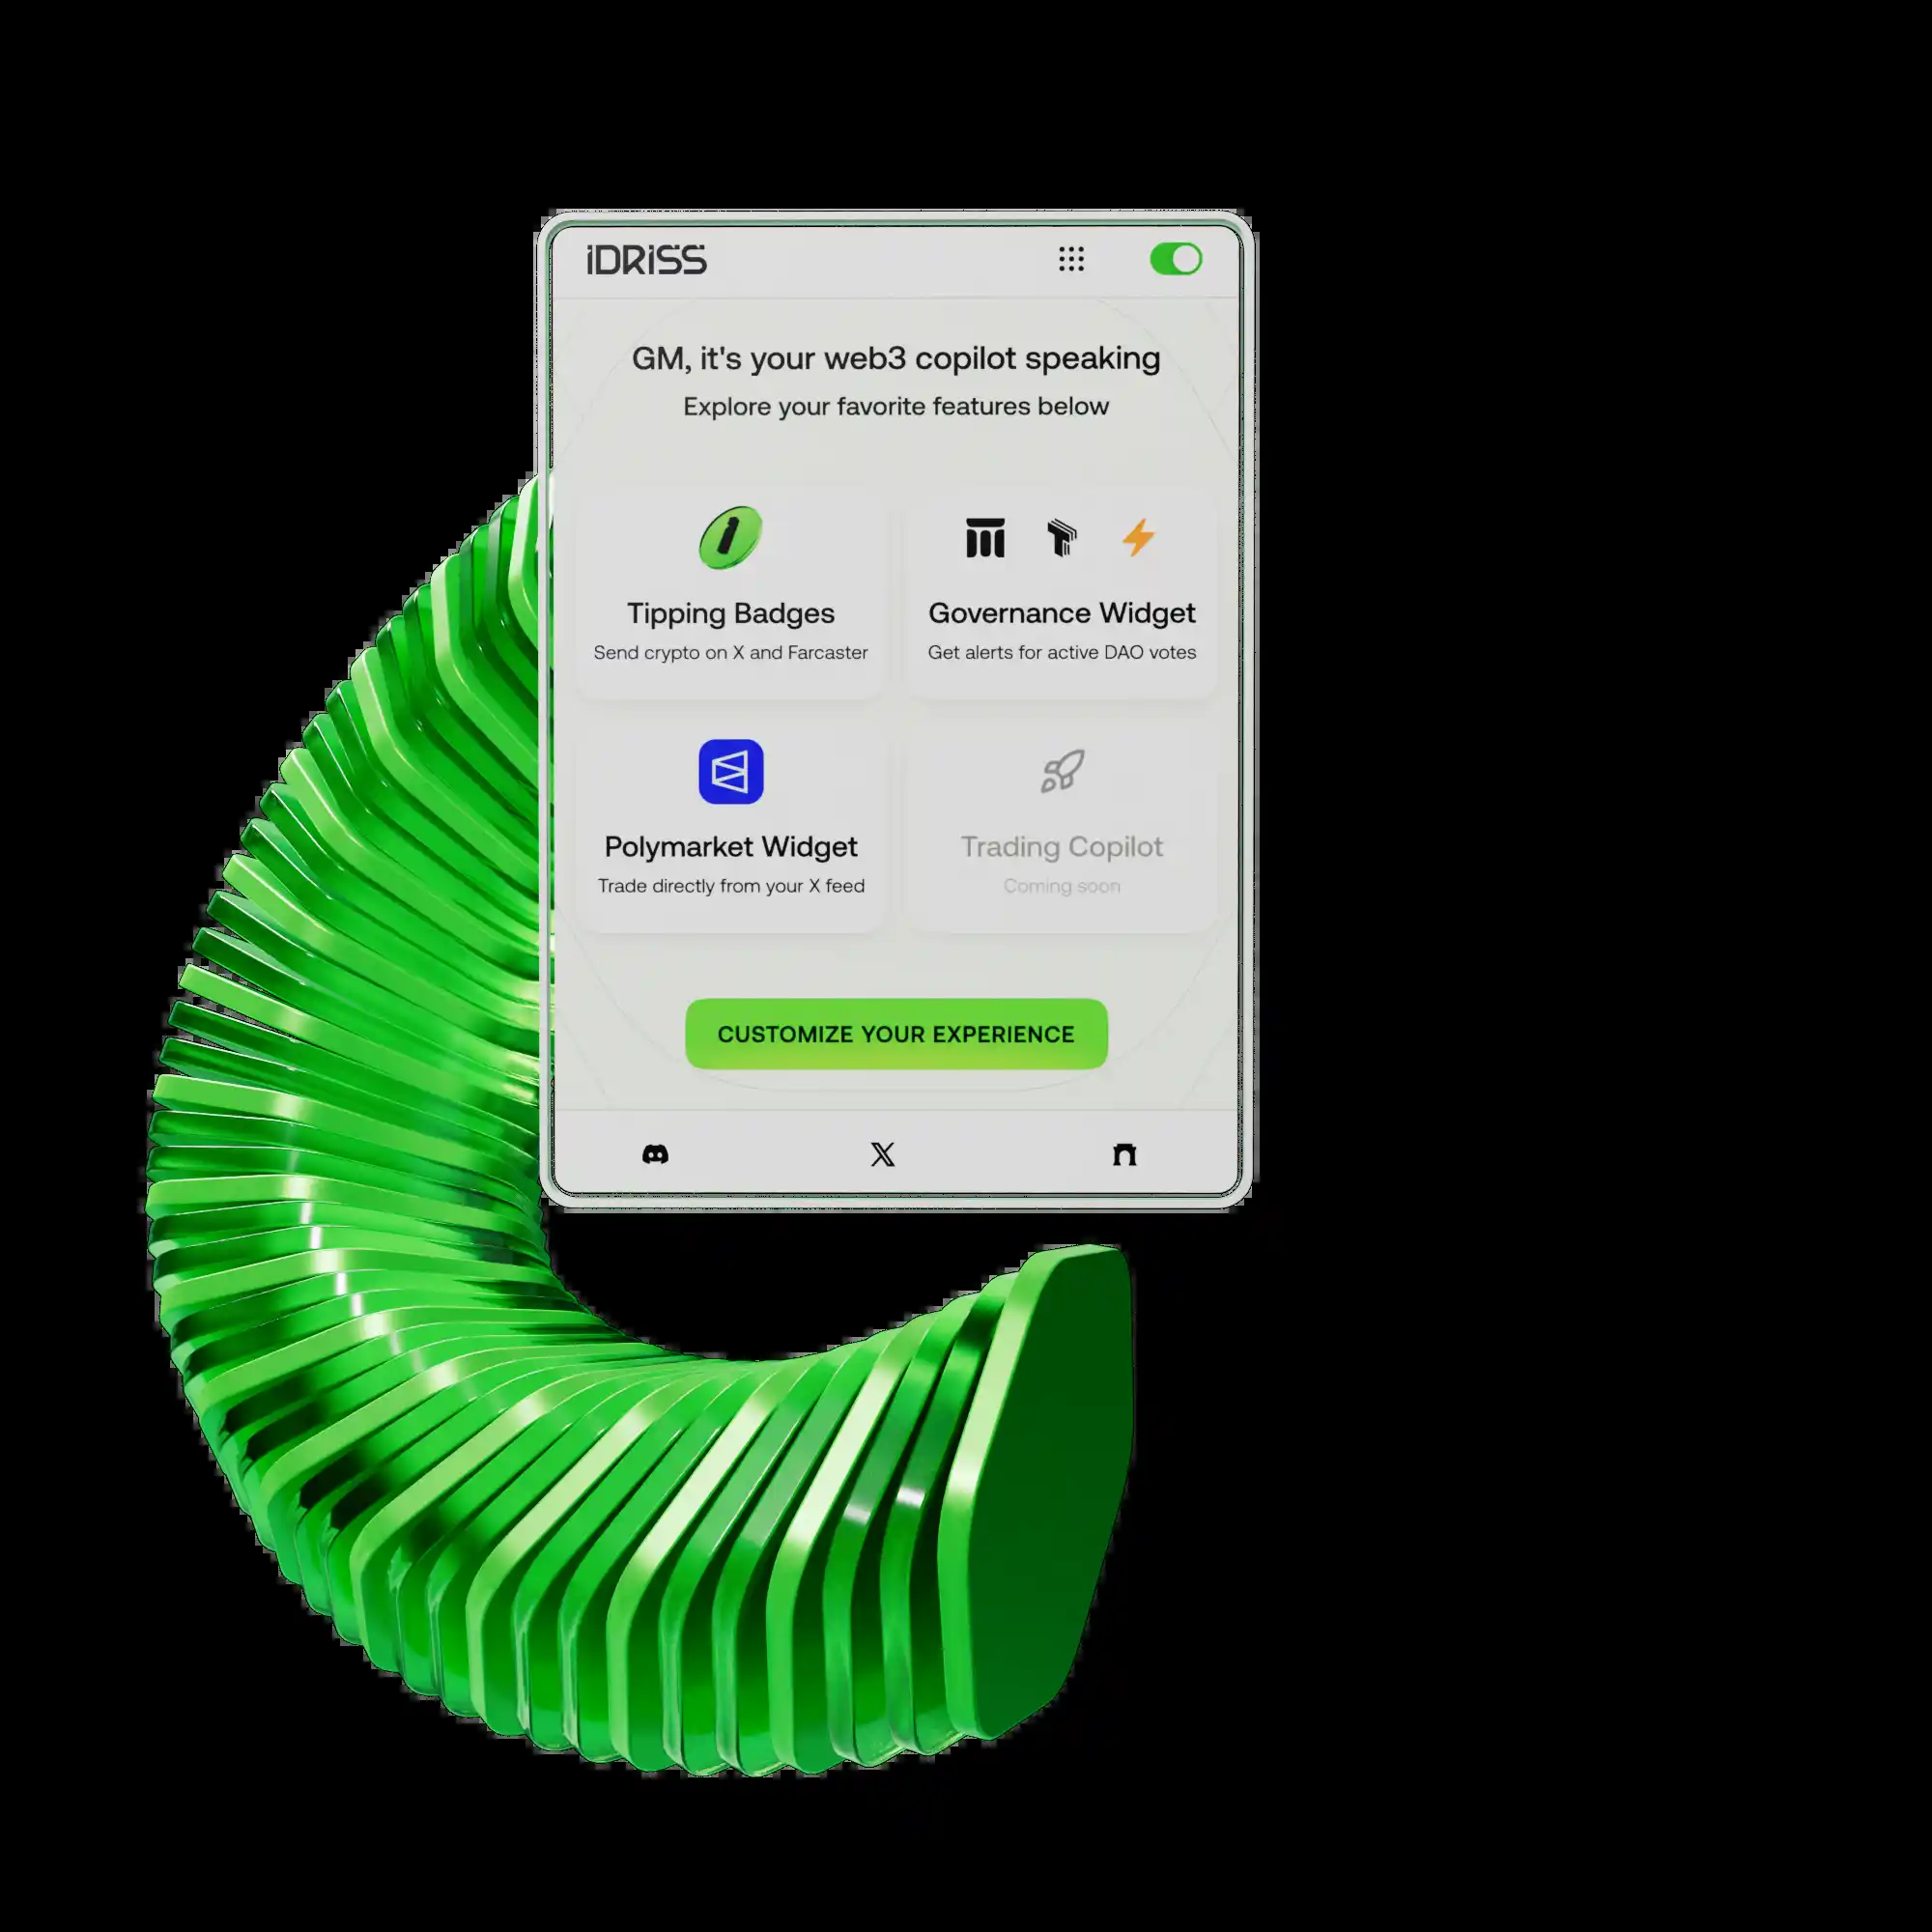 iDRiSS
GM, it's your web3 copilot speaking
Explore your favorite features below
Tipping Badges
Send crypto on X and Farcaster
Governance Widget
Get alerts for active DAO votes
Polymarket Widget
Trade directly from your X feed
Trading Copilot
Coming soon
CUSTOMIZE YOUR EXPERIENCE